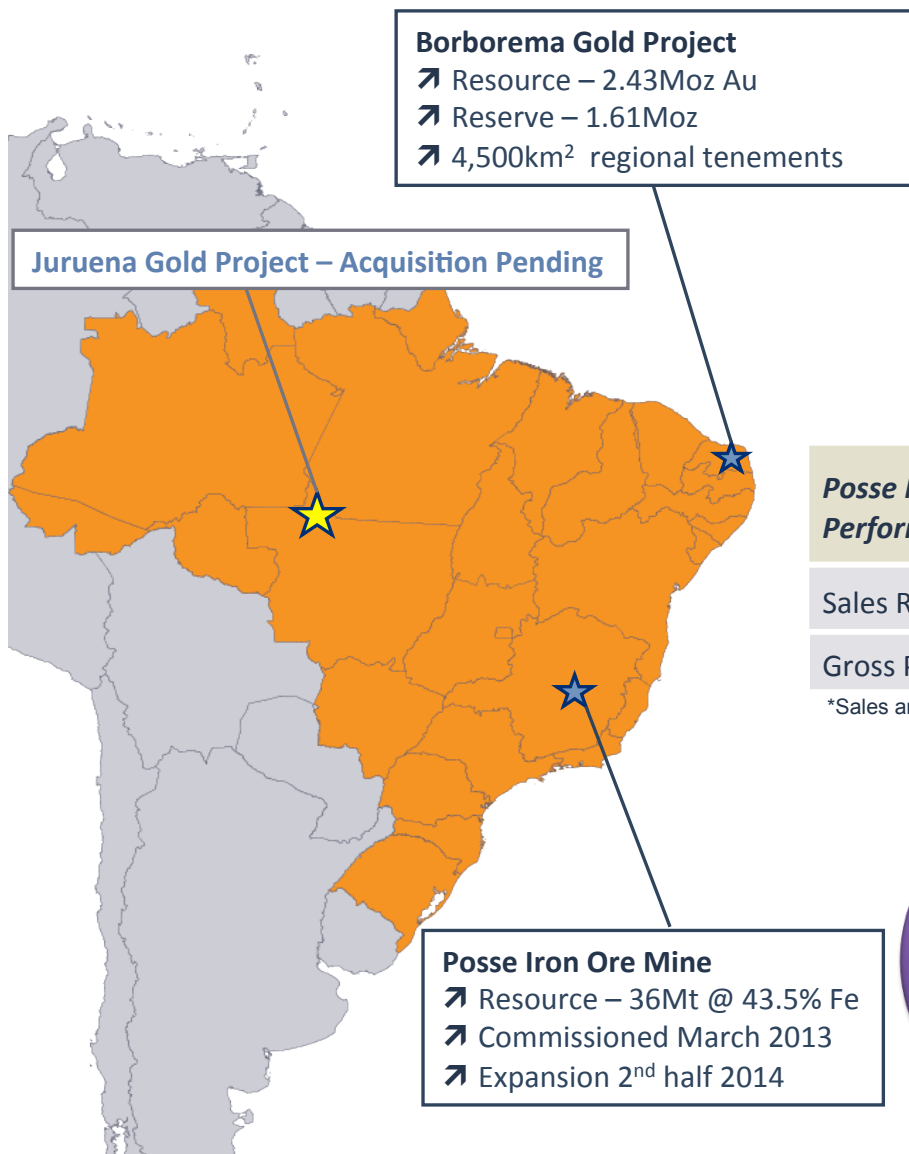 Borborema Gold Project
↗ Resource – 2.43Moz Au
↗ Reserve – 1.61Moz
↗ 4,500km² regional tenements
Juruena Gold Project – Acquisition Pending
Posse
Perfor
Sales R
Gross
*Sales
Posse Iron Ore Mine
↗ Resource – 36Mt @ 43.5% Fe
↗ Commissioned March 2013
↗ Expansion 2nd half 2014